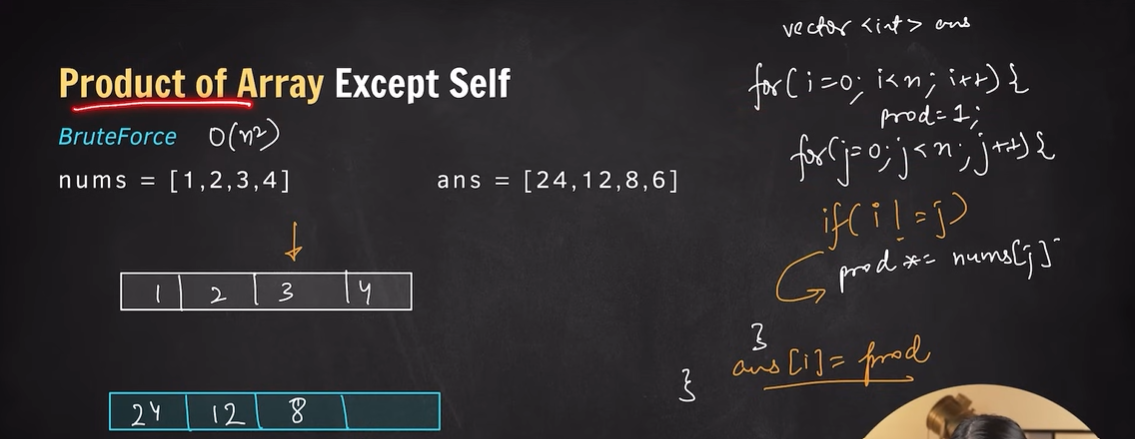 vector <int> ans
Product of Array Except Self
for(i=0; i<n; i++){
prod=1;
BruteForce O(n²)
for(j=0; j<n; j++){
nums = [1,2,3,4] ans = [24,12,8,6]
if(i!=j)
prod *= nums[j]
1 2 3 4
}
ans[i]= prod
}
24 12 8